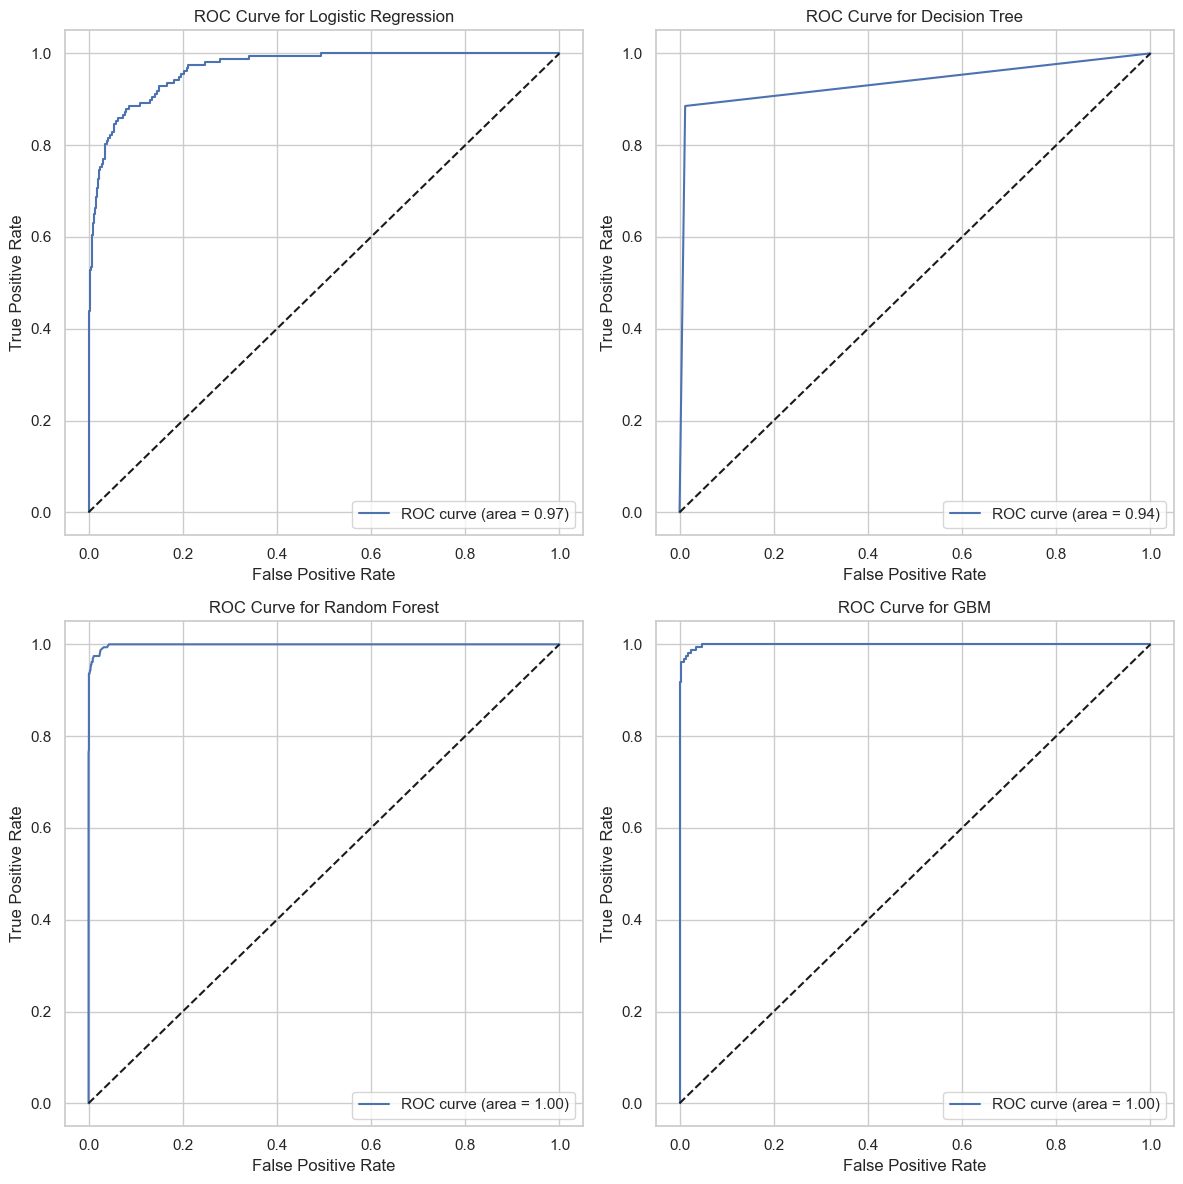 ROC Curve for Logistic Regression
1.0
0.8
0.6
0.4
0.2
0.0
True Positive Rate
ROC curve (area = 0.97)
0.0 0.2 0.4 0.6 0.8 1.0
False Positive Rate
ROC Curve for Decision Tree
1.0
0.8
0.6
0.4
0.2
0.0
True Positive Rate
ROC curve (area = 0.94)
0.0 0.2 0.4 0.6 0.8 1.0
False Positive Rate
ROC Curve for Random Forest
1.0
0.8
0.6
0.4
0.2
0.0
True Positive Rate
ROC curve (area = 1.00)
0.0 0.2 0.4 0.6 0.8 1.0
False Positive Rate
ROC Curve for GBM
1.0
0.8
0.6
0.4
0.2
0.0
True Positive Rate
ROC curve (area = 1.00)
0.0 0.2 0.4 0.6 0.8 1.0
False Positive Rate